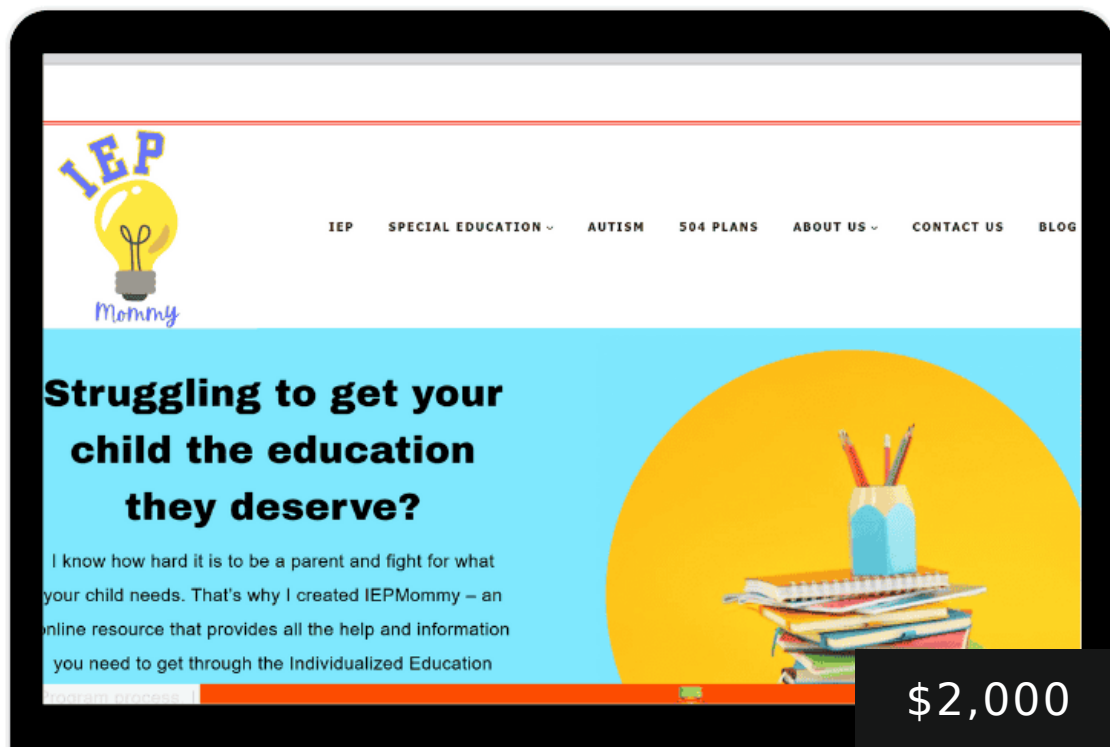 IEP
Mommy
IEP SPECIAL EDUCATION AUTISM 504 PLANS ABOUT US CONTACT US BLOG
Struggling to get your
child the education
they deserve?
I know how hard it is to be a parent and fight for what
your child needs. That's why I created IEPMommy – an
online resource that provides all the help and information
you need to get through the Individualized Education
Program process. I
$2,000